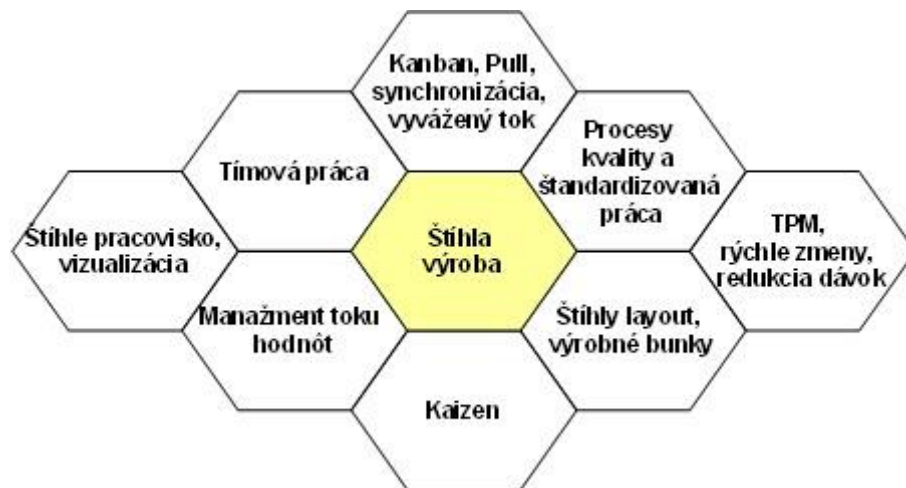 Kanban, Pull,
synchronizácia,
vyvážený tok
Tímová práca
Procesy
kvality a
štandardizovaná
práca
Štíhle pracovisko,
vizualizácia
Štíhla
výroba
TPM,
rýchle zmeny,
redukcia dávok
Manažment toku
hodnôt
Štíhly layout,
výrobné bunky
Kaizen